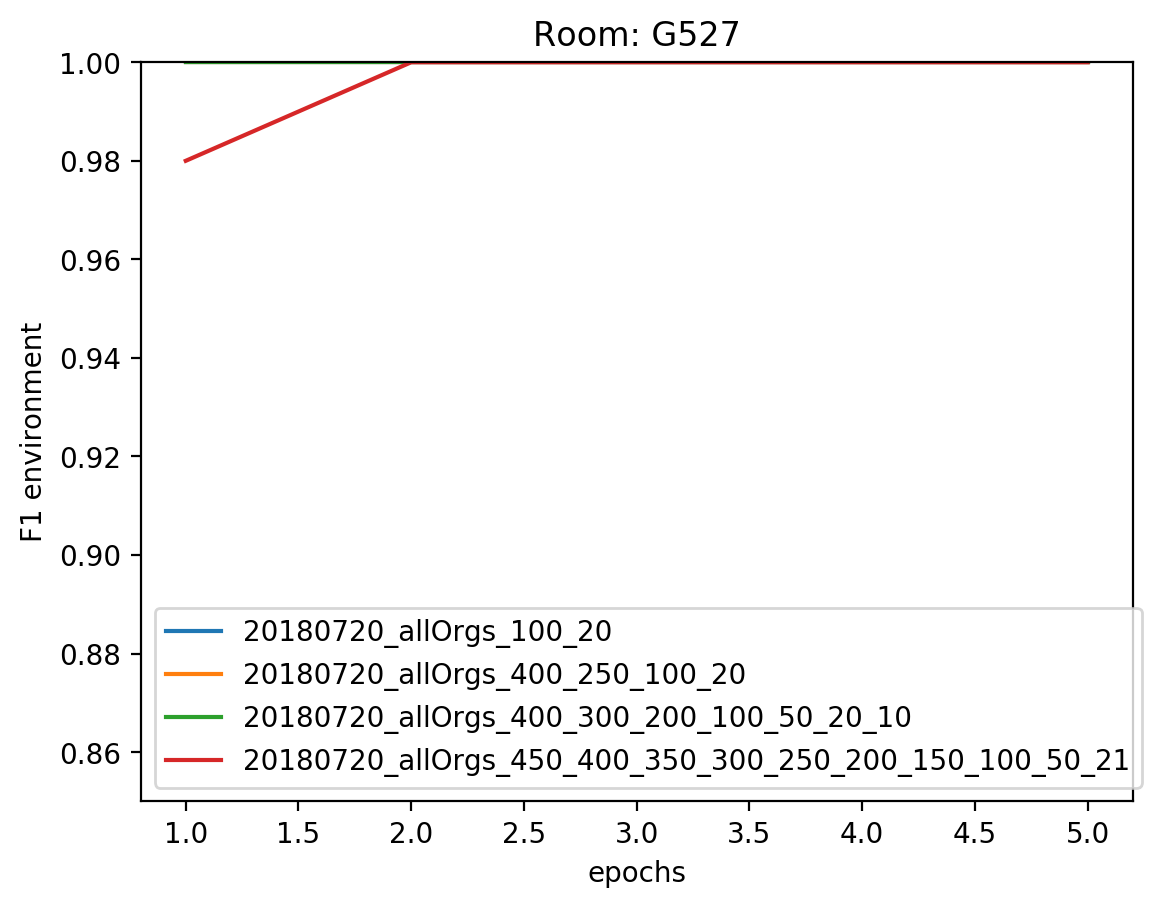 Room: G527
1.00
0.98
0.96
0.94
0.92
0.90
0.88
0.86
F1 environment
20180720_allOrgs_100_20
20180720_allOrgs_400_250_100_20
20180720_allOrgs_400_300_200_100_50_20_10
20180720_allOrgs_450_400_350_300_250_200_150_100_50_21
1.0 1.5 2.0 2.5 3.0 3.5 4.0 4.5 5.0
epochs